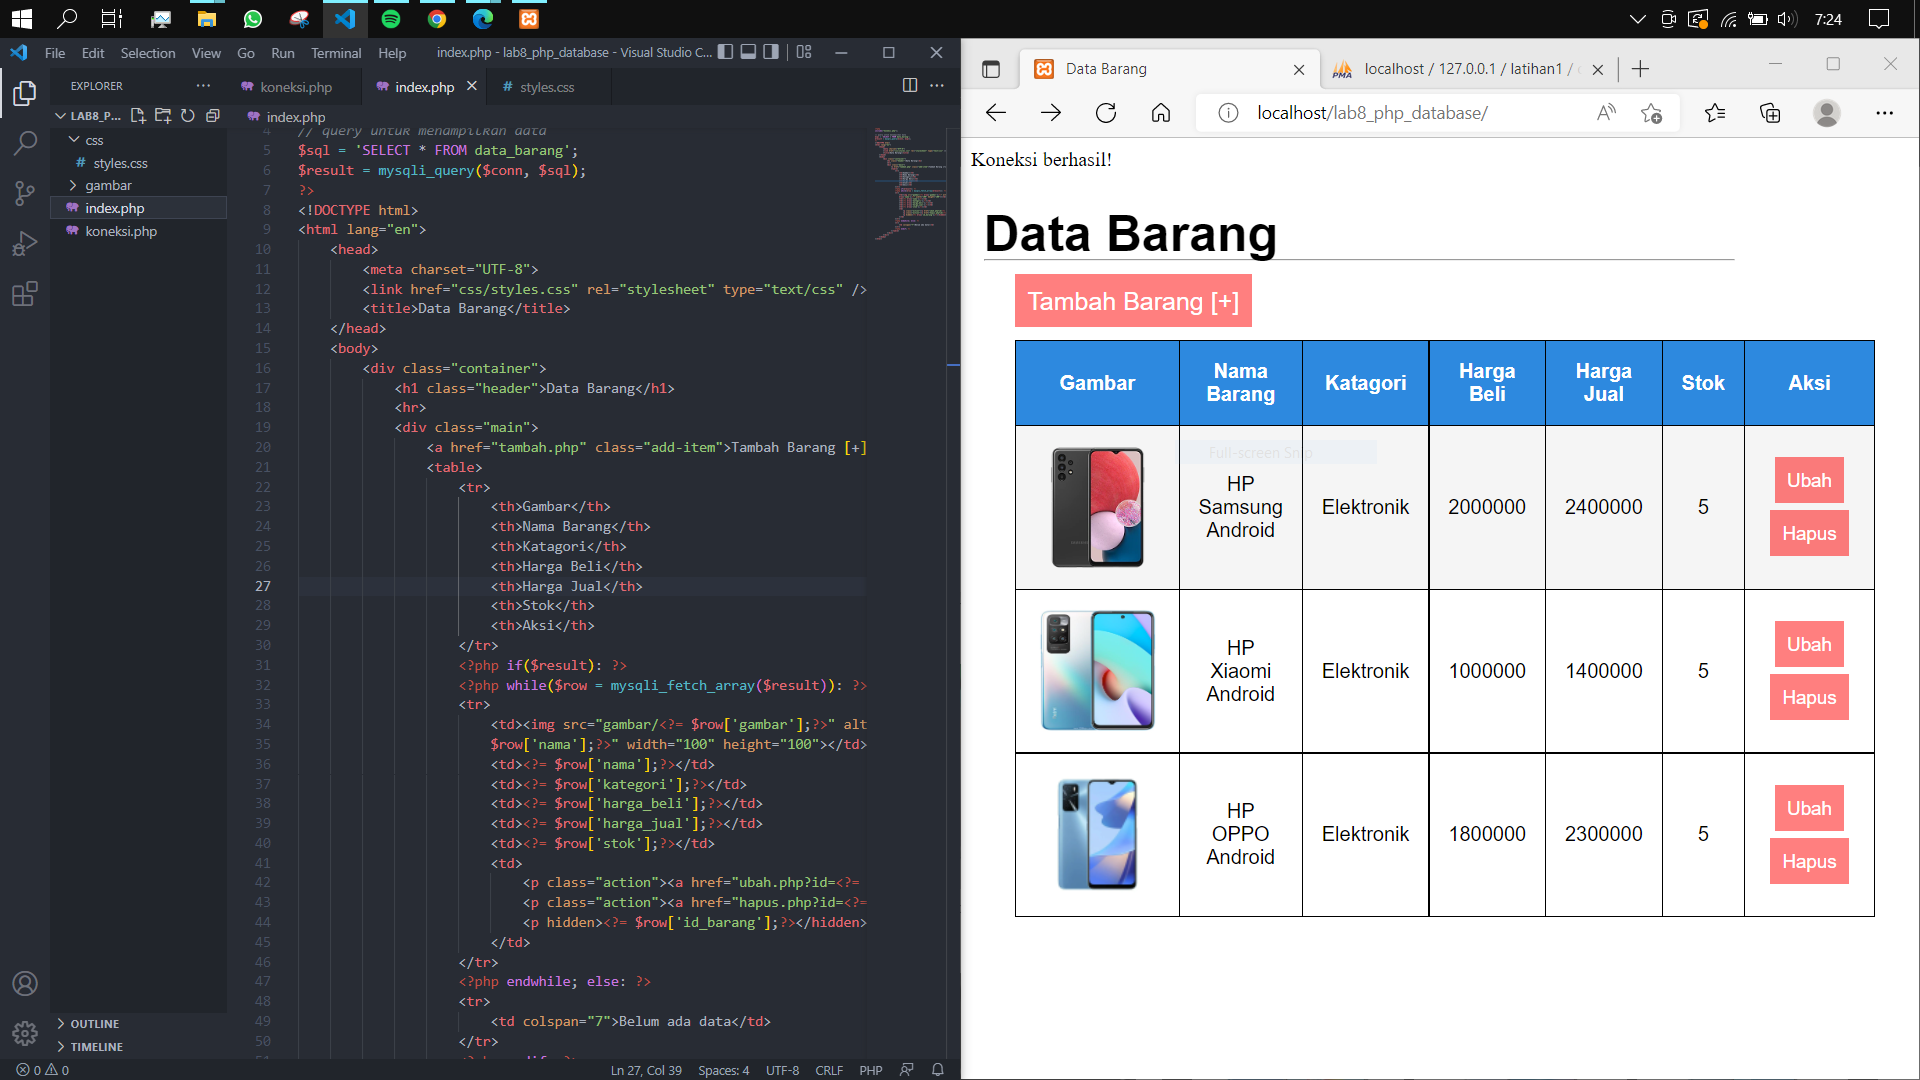 7:24
File Edit Selection View Go Run Terminal Help
index.php - lab8_php_database - Visual Studio C...
EXPLORER
koneksi.php
index.php
styles.css
LAB8_P...
css
styles.css
gambar
index.php
koneksi.php
OUTLINE
TIMELINE
index.php
4 // query untuk menampilkan data
5 $sql = 'SELECT * FROM data_barang';
6 $result = mysqli_query($conn, $sql);
7 ?>
8 <!DOCTYPE html>
9 <html lang="en">
10 <head>
11 <meta charset="UTF-8">
12 <link href="css/styles.css" rel="stylesheet" type="text/css" />
13 <title>Data Barang</title>
14 </head>
15 <body>
16 <div class="container">
17 <h1 class="header">Data Barang</h1>
18 <hr>
19 <div class="main">
20 <a href="tambah.php" class="add-item">Tambah Barang [+]
21 <table>
22 <tr>
23 <th>Gambar</th>
24 <th>Nama Barang</th>
25 <th>Katagori</th>
26 <th>Harga Beli</th>
27 <th>Harga Jual</th>
28 <th>Stok</th>
29 <th>Aksi</th>
30 </tr>
31 <?php if($result): ?>
32 <?php while($row = mysqli_fetch_array($result)): ?>
33 <tr>
34 <td><img src="gambar/<?= $row['gambar'];?>" alt
35 $row['nama'];?>" width="100" height="100"></td>
36 <td><?= $row['nama'];?></td>
37 <td><?= $row['kategori'];?></td>
38 <td><?= $row['harga_beli'];?></td>
39 <td><?= $row['harga_jual'];?></td>
40 <td><?= $row['stok'];?></td>
41 <td>
42 <p class="action"><a href="ubah.php?id=<?=
43 <p class="action"><a href="hapus.php?id=<?=
44 <p hidden><?= $row['id_barang'];?></hidden>
45 </td>
46 </tr>
47 <?php endwhile; else: ?>
48 <tr>
49 <td colspan="7">Belum ada data</td>
50 </tr>
0 0
Ln 27, Col 39 Spaces: 4 UTF-8 CRLF PHP
Data Barang
PMA localhost / 127.0.0.1 / latihan1 /
localhost/lab8_php_database/
Koneksi berhasil!
Data Barang
Tambah Barang [+]
Gambar Nama Barang Katagori Harga Beli Harga Jual Stok Aksi
Full-screen Snip
HP Samsung Android Elektronik 2000000 2400000 5 Ubah Hapus
HP Xiaomi Android Elektronik 1000000 1400000 5 Ubah Hapus
HP OPPO Android Elektronik 1800000 2300000 5 Ubah Hapus